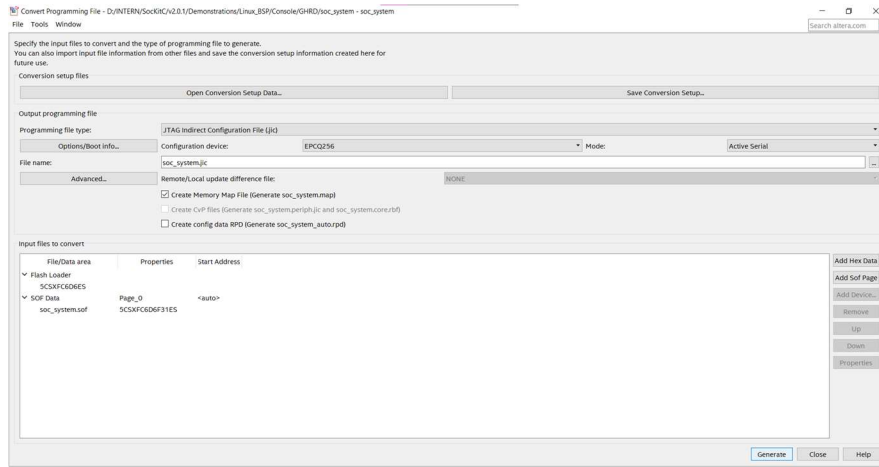 Convert Programming File - D:/INTERN/SocKitC/v2.0.1/Demonstrations/Linux_BSP/Console/GHRD/soc_system - soc_system
File Tools Window
Search altera.com
Specify the input files to convert and the type of programming file to generate.
You can also import input file information from other files and save the conversion setup information created here for
future use.
Conversion setup files
Open Conversion Setup Data... Save Conversion Setup...
Output programming file
Programming file type: JTAG Indirect Configuration File (.jic)
Options/Boot info... Configuration device: EPCQ256 Mode: Active Serial
File name: soc_system.jic ...
Advanced... Remote/Local update difference file: NONE
Create Memory Map File (Generate soc_system.map)
Create CvP files (Generate soc_system.periph.jic and soc_system.core.rbf)
Create config data RPD (Generate soc_system_auto.rpd)
Input files to convert
File/Data area Properties Start Address
Flash Loader
5CSXFC6D6ES
SOF Data Page_0 <auto>
soc_system.sof 5CSXFC6D6F31ES
Add Hex Data
Add Sof Page
Add Device...
Remove
Up
Down
Properties
Generate Close Help